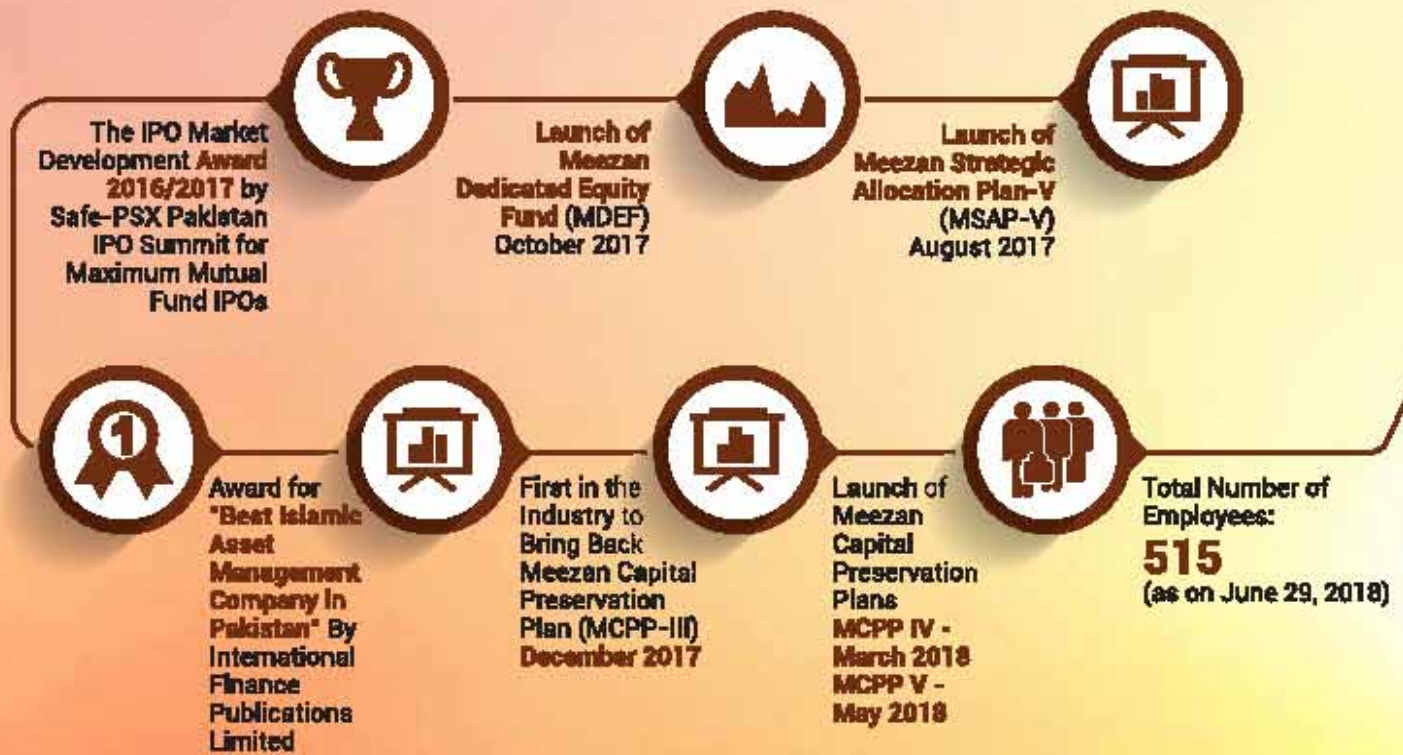 The IPO Market
Development Award
2016/2017 by
Safe-PSX Pakistan
IPO Summit for
Maximum Mutual
Fund IPOs
Launch of
Meezan
Dedicated Equity
Fund (MDEF)
October 2017
Launch of
Meezan Strategic
Allocation Plan-V
(MSAP-V)
August 2017
1
Award for
"Best Islamic
Asset
Management
Company in
Pakistan" By
International
Finance
Publications
Limited
First in the
Industry to
Bring Back
Meezan Capital
Preservation
Plan (MCPP-III)
December 2017
Launch of
Meezan
Capital
Preservation
Plans
MCPP IV -
March 2018
MCPP V -
May 2018
Total Number of
Employees:
515
(as on June 29, 2018)